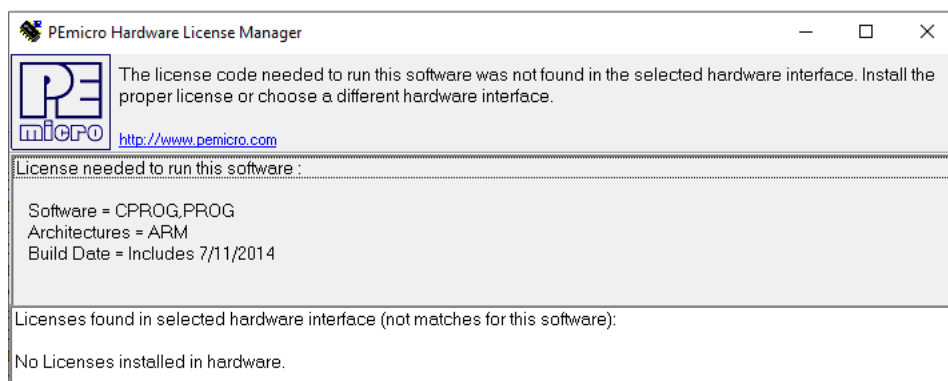 PEmicro Hardware License Manager
PE
micro
The license code needed to run this software was not found in the selected hardware interface. Install the
proper license or choose a different hardware interface.
http://www.pemicro.com
License needed to run this software :
Software = CPROG,PROG
Architectures = ARM
Build Date = Includes 7/11/2014
Licenses found in selected hardware interface (not matches for this software):
No Licenses installed in hardware.